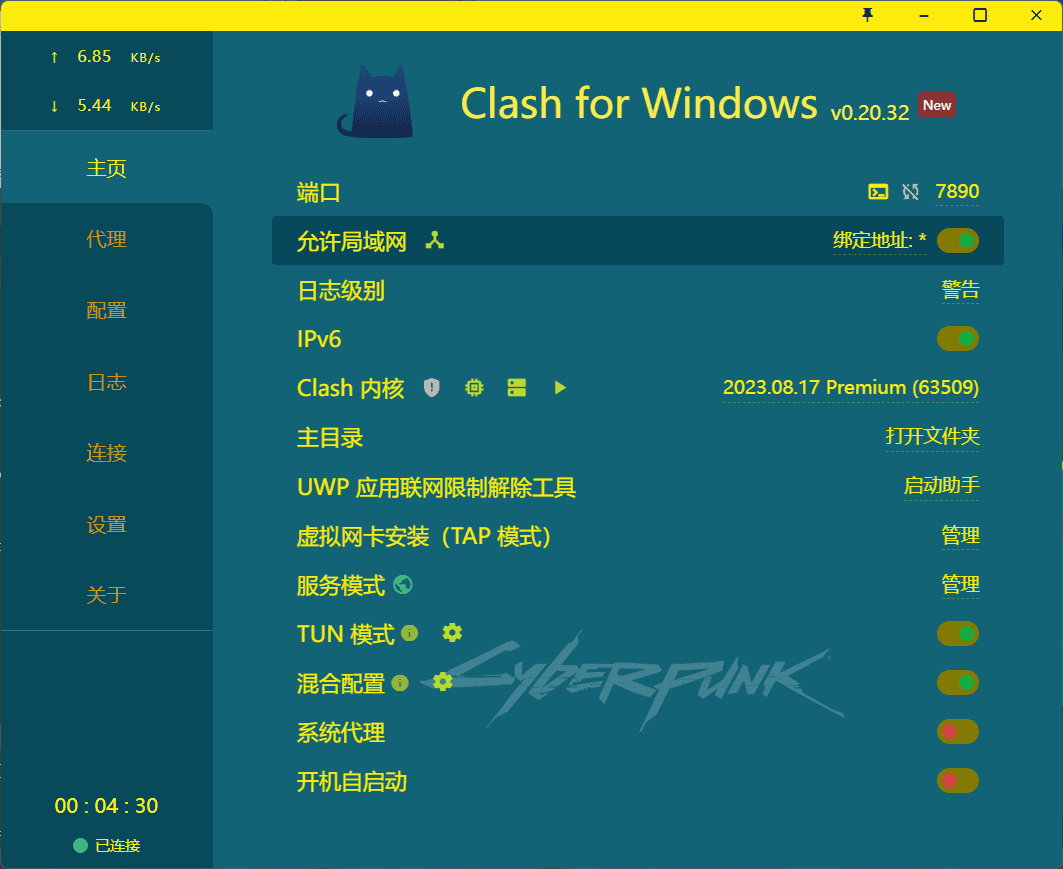 ↑ 6.85 KB/s
↓ 5.44 KB/s
主页
代理
配置
日志
连接
设置
关于
00 : 04 : 30
已连接
Clash for Windows v0.20.32 New
端口 7890
允许局域网 绑定地址: *
日志级别 警告
IPv6
Clash 内核 2023.08.17 Premium (63509)
主目录 打开文件夹
UWP 应用联网限制解除工具 启动助手
虚拟网卡安装（TAP 模式） 管理
服务模式 管理
TUN 模式
混合配置
系统代理
开机自启动
CYBERPUNK